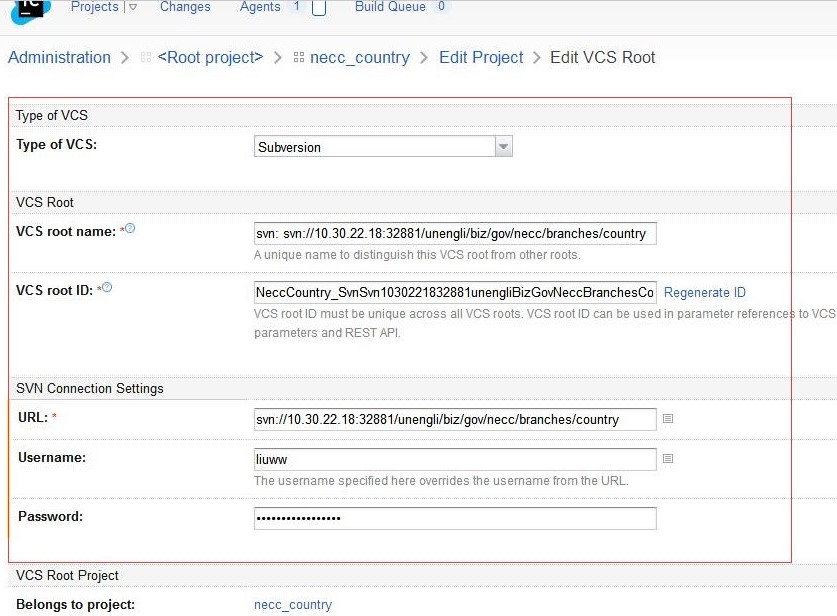 TC
Projects | Changes Agents 1 Build Queue 0
Administration > <Root project> > necc_country > Edit Project > Edit VCS Root
Type of VCS
Type of VCS: Subversion
VCS Root
VCS root name: *? svn: svn://10.30.22.18:32881/unengli/biz/gov/necc/branches/country
A unique name to distinguish this VCS root from other roots.
VCS root ID: *? NeccCountry_SvnSvn1030221832881unengliBizGovNeccBranchesCo Regenerate ID
VCS root ID must be unique across all VCS roots. VCS root ID can be used in parameter references to VCS
parameters and REST API.
SVN Connection Settings
URL: * svn://10.30.22.18:32881/unengli/biz/gov/necc/branches/country
Username: liuww
The username specified here overrides the username from the URL.
Password: •••••••••••••••••
VCS Root Project
Belongs to project: necc_country